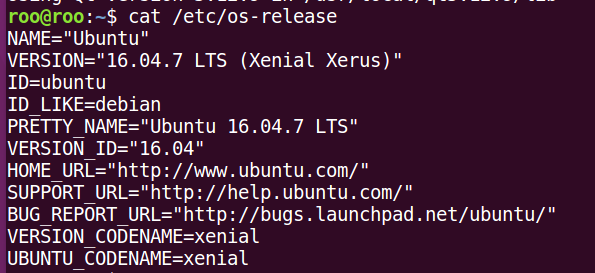 roo@roo:~$ cat /etc/os-release
NAME="Ubuntu"
VERSION="16.04.7 LTS (Xenial Xerus)"
ID=ubuntu
ID_LIKE=debian
PRETTY_NAME="Ubuntu 16.04.7 LTS"
VERSION_ID="16.04"
HOME_URL="http://www.ubuntu.com/"
SUPPORT_URL="http://help.ubuntu.com/"
BUG_REPORT_URL="http://bugs.launchpad.net/ubuntu/"
VERSION_CODENAME=xenial
UBUNTU_CODENAME=xenial